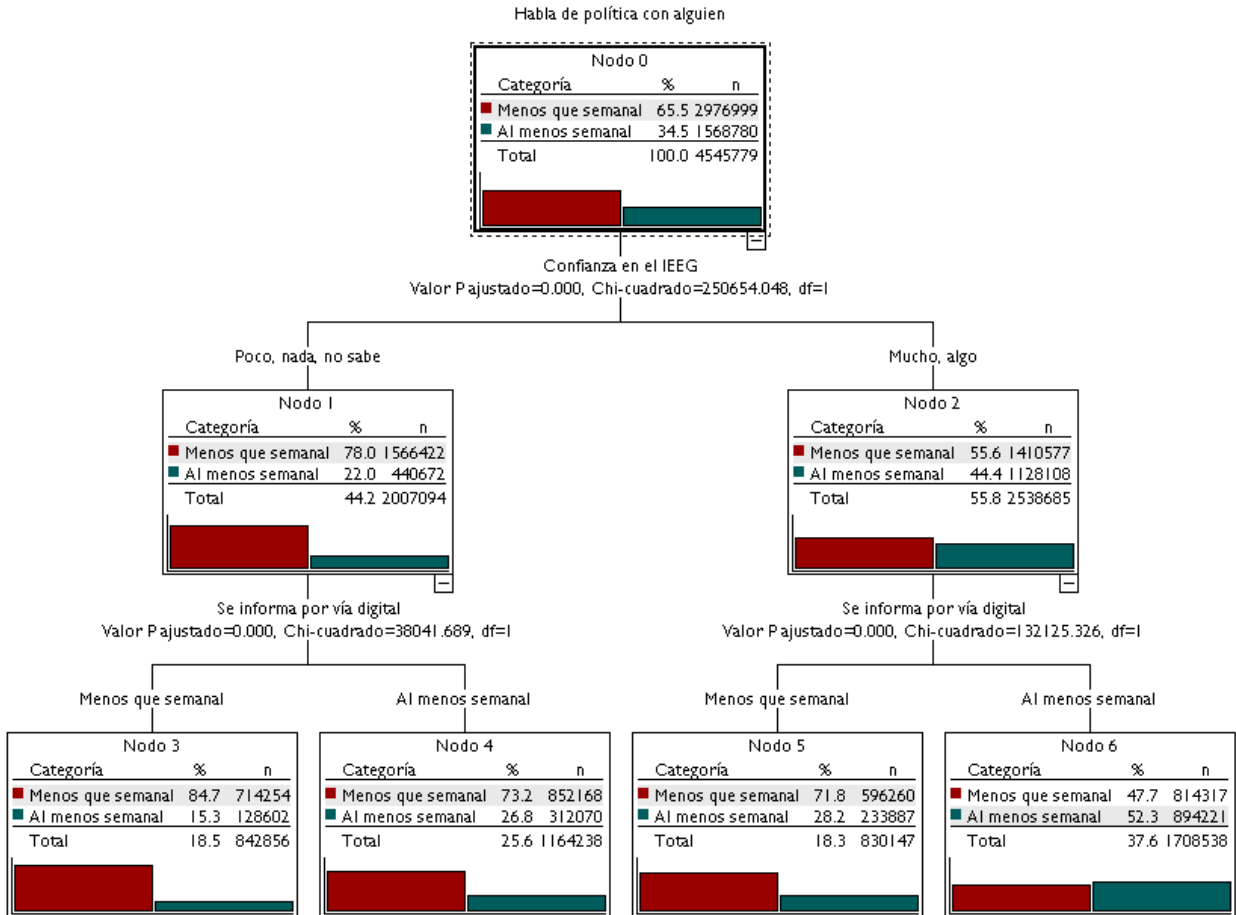 Habla de política con alguien
Nodo 0
Categoría % n
Menos que semanal 65.5 2976999
Al menos semanal 34.5 1568780
Total 100.0 4545779
Confianza en el IEEG
Valor P ajustado=0.000, Chi-cuadrado=250654.048, df=1
Poco, nada, no sabe
Mucho, algo
Nodo 1
Categoría % n
Menos que semanal 78.0 1566422
Al menos semanal 22.0 440672
Total 44.2 2007094
Nodo 2
Categoría % n
Menos que semanal 55.6 1410577
Al menos semanal 44.4 1128108
Total 55.8 2538685
Se informa por vía digital
Valor P ajustado=0.000, Chi-cuadrado=38041.689, df=1
Se informa por vía digital
Valor P ajustado=0.000, Chi-cuadrado=132125.326, df=1
Menos que semanal
Al menos semanal
Menos que semanal
Al menos semanal
Nodo 3
Categoría % n
Menos que semanal 84.7 714254
Al menos semanal 15.3 128602
Total 18.5 842856
Nodo 4
Categoría % n
Menos que semanal 73.2 852168
Al menos semanal 26.8 312070
Total 25.6 1164238
Nodo 5
Categoría % n
Menos que semanal 71.8 596260
Al menos semanal 28.2 233887
Total 18.3 830147
Nodo 6
Categoría % n
Menos que semanal 47.7 814317
Al menos semanal 52.3 894221
Total 37.6 1708538